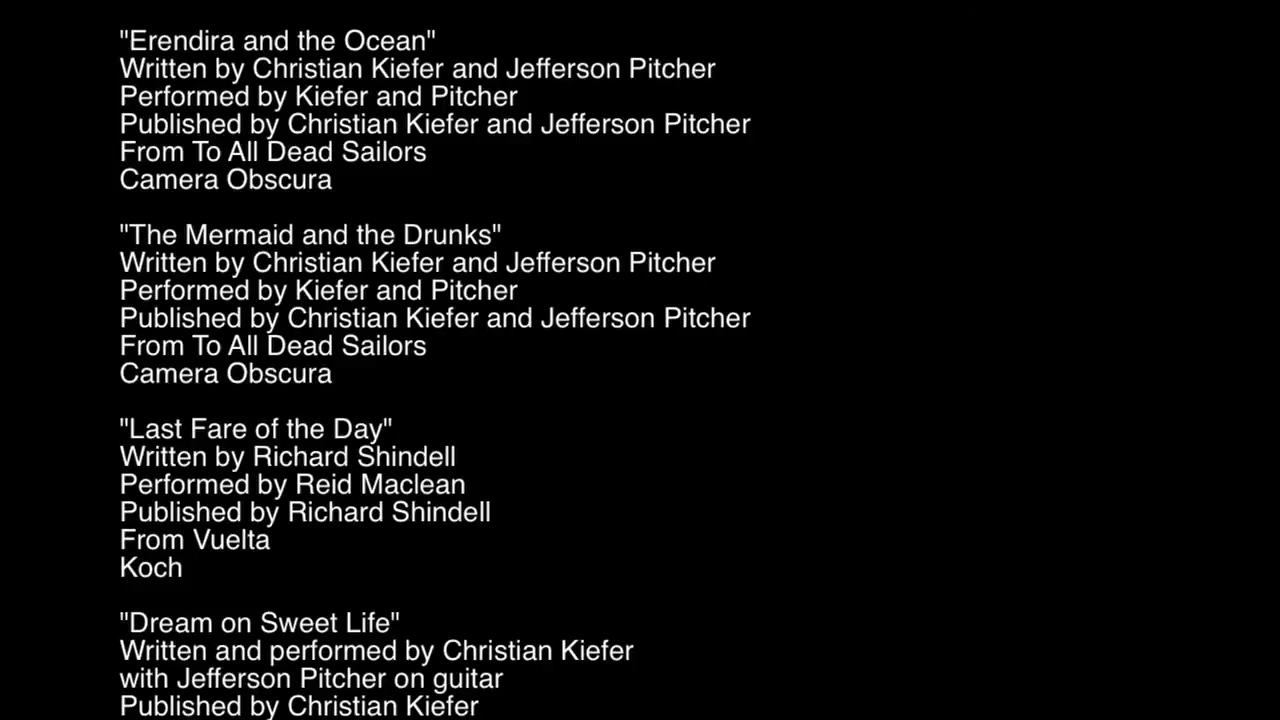 "Erendira and the Ocean"
Written by Christian Kiefer and Jefferson Pitcher
Performed by Kiefer and Pitcher
Published by Christian Kiefer and Jefferson Pitcher
From To All Dead Sailors
Camera Obscura
"The Mermaid and the Drunks"
Written by Christian Kiefer and Jefferson Pitcher
Performed by Kiefer and Pitcher
Published by Christian Kiefer and Jefferson Pitcher
From To All Dead Sailors
Camera Obscura
"Last Fare of the Day"
Written by Richard Shindell
Performed by Reid Maclean
Published by Richard Shindell
From Vuelta
Koch
"Dream on Sweet Life"
Written and performed by Christian Kiefer
with Jefferson Pitcher on guitar
Published by Christian Kiefer